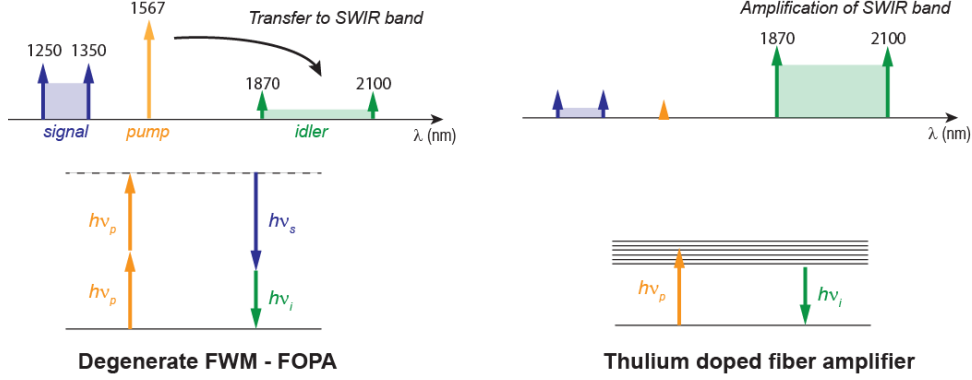 1567
Transfer to SWIR band
1250 1350
1870 2100
signal pump idler λ (nm)
Amplification of SWIR band
1870 2100
λ (nm)
hνp
hνs
hνp
hνi
Degenerate FWM - FOPA
hνp
hνi
Thulium doped fiber amplifier